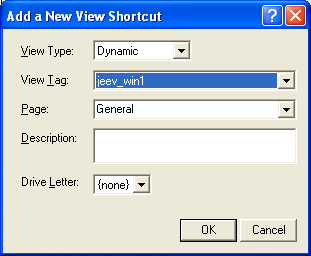 Add a New View Shortcut
View Type: Dynamic
View Tag: jeev_win1
Page: General
Description:
Drive Letter: {none}
OK Cancel